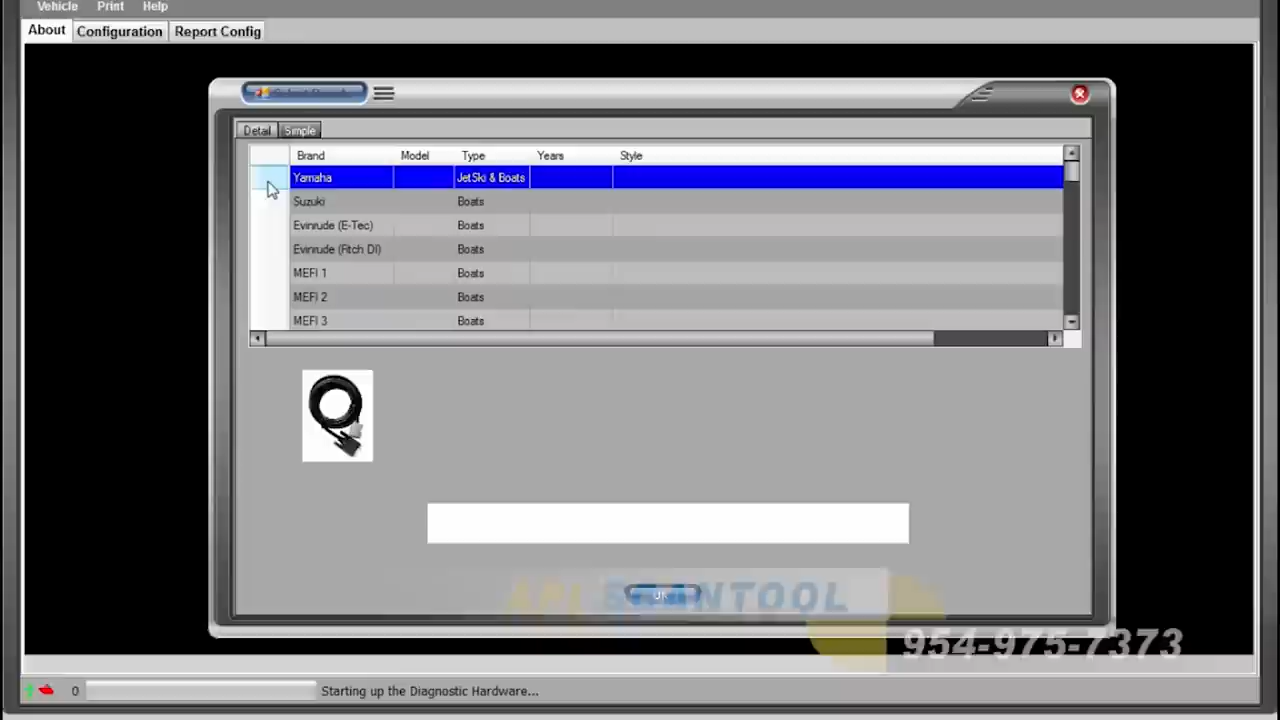 Vehicle Print Help
About Configuration Report Config
Detail Simple
Brand Model Type Years Style
Yamaha JetSki & Boats
Suzuki Boats
Evinrude (E-Tec) Boats
Evinrude (Fitch DI) Boats
MEFI 1 Boats
MEFI 2 Boats
MEFI 3 Boats
SCANTOOL
954-975-7373
0 Starting up the Diagnostic Hardware...